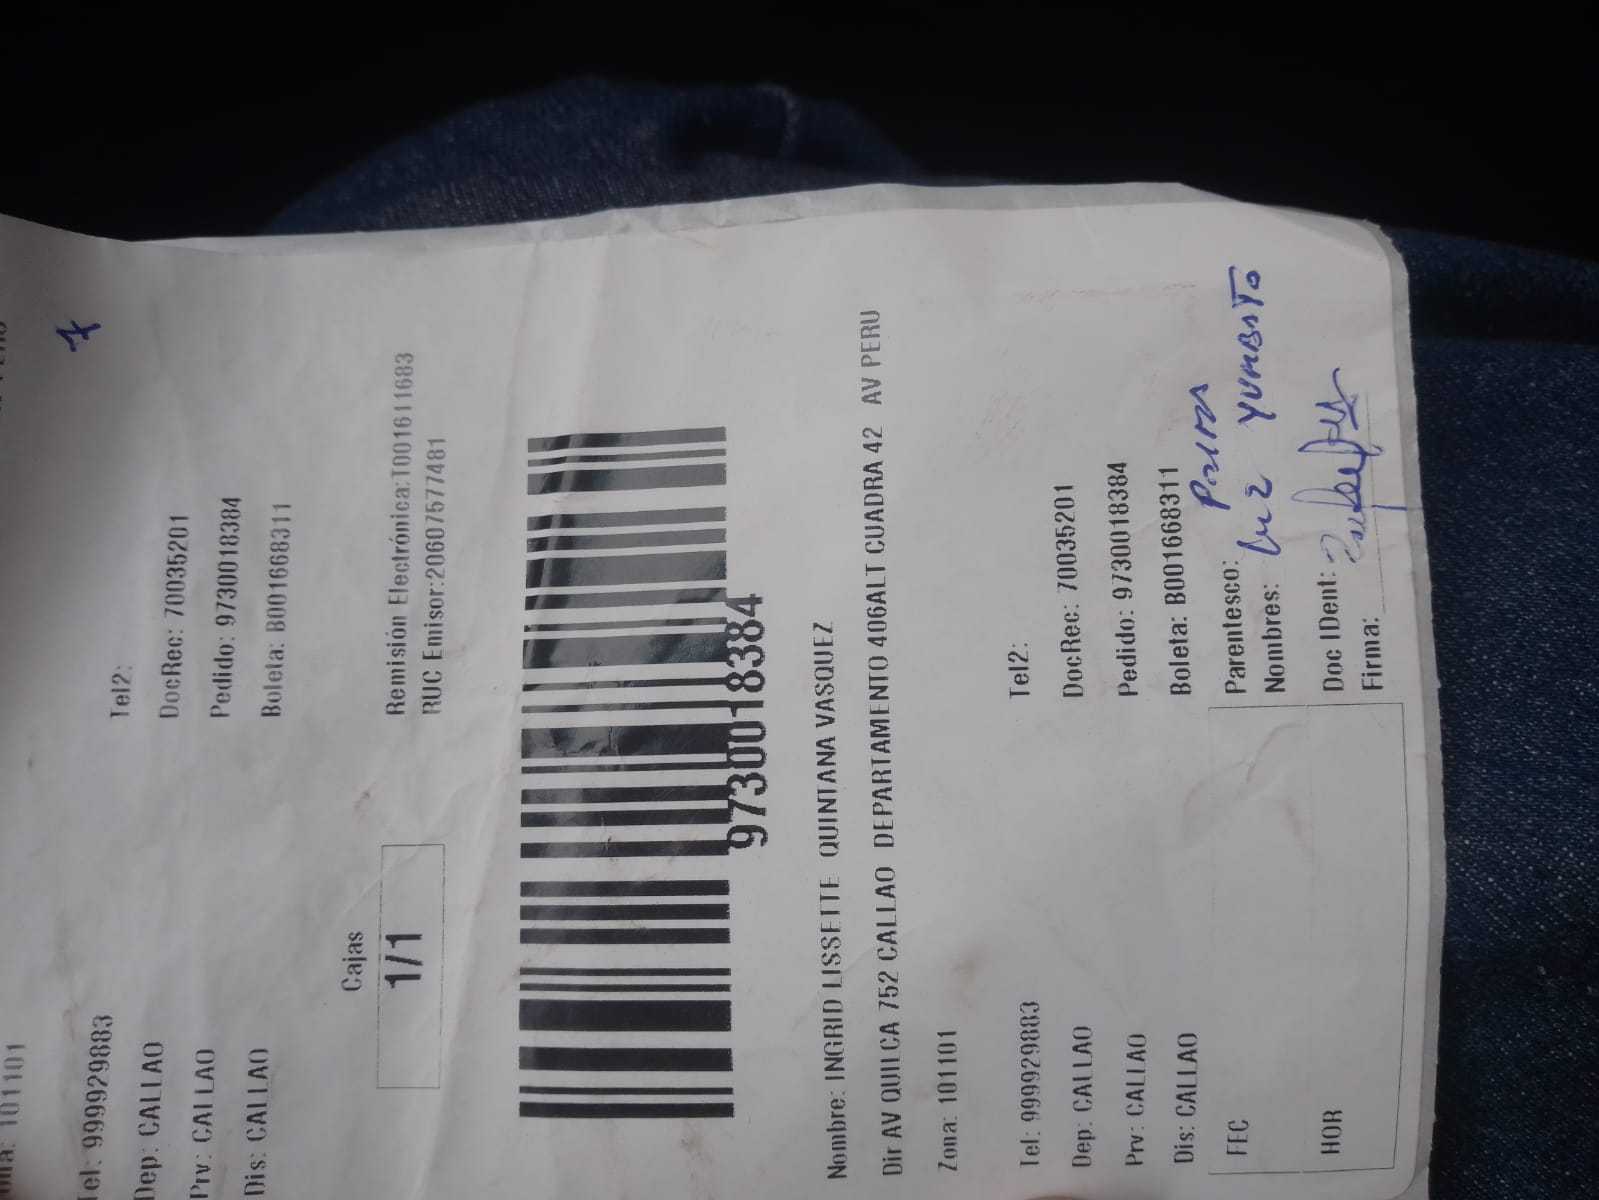 Tel: 999929883
Tel2:
Dep: CALLAO
DocRec: 70035201
Prv: CALLAO
Pedido: 9730018384
Dis: CALLAO
Boleta: B001668311
Cajas
1/1
Remisión Electrónica:T001611683
RUC Emisor:20607577481
9730018384
Nombre: INGRID LISSETTE QUINTANA VASQUEZ
Dir AV QUILCA 752 CALLAO DEPARTAMENTO 406ALT CUADRA 42 AV PERU
Zona: 101101
Tel: 999929883
Tel2:
Dep: CALLAO
DocRec: 70035201
Prv: CALLAO
Pedido: 9730018384
Dis: CALLAO
Boleta: B001668311
FEC
Parentesco: PRIMA
Nombres: Luz YUMBATO
HOR
Doc IDent:
Firma: